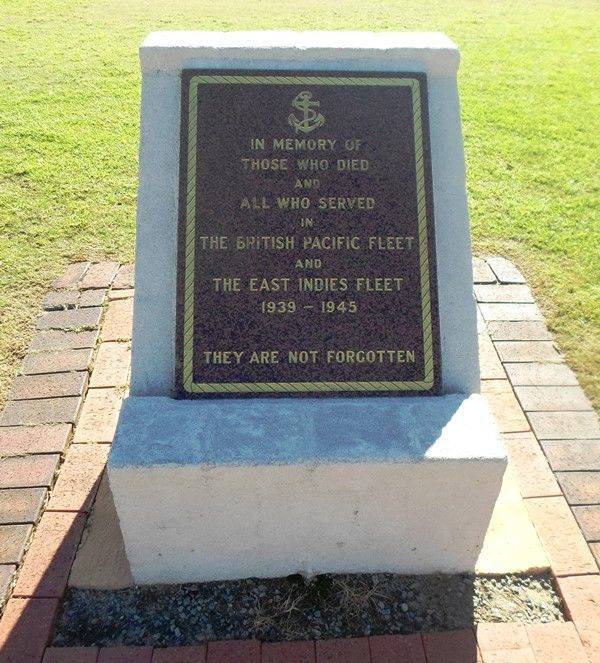 IN MEMORY OF
THOSE WHO DIED
AND
ALL WHO SERVED
IN
THE BRITISH PACIFIC FLEET
AND
THE EAST INDIES FLEET
1939 – 1945
THEY ARE NOT FORGOTTEN